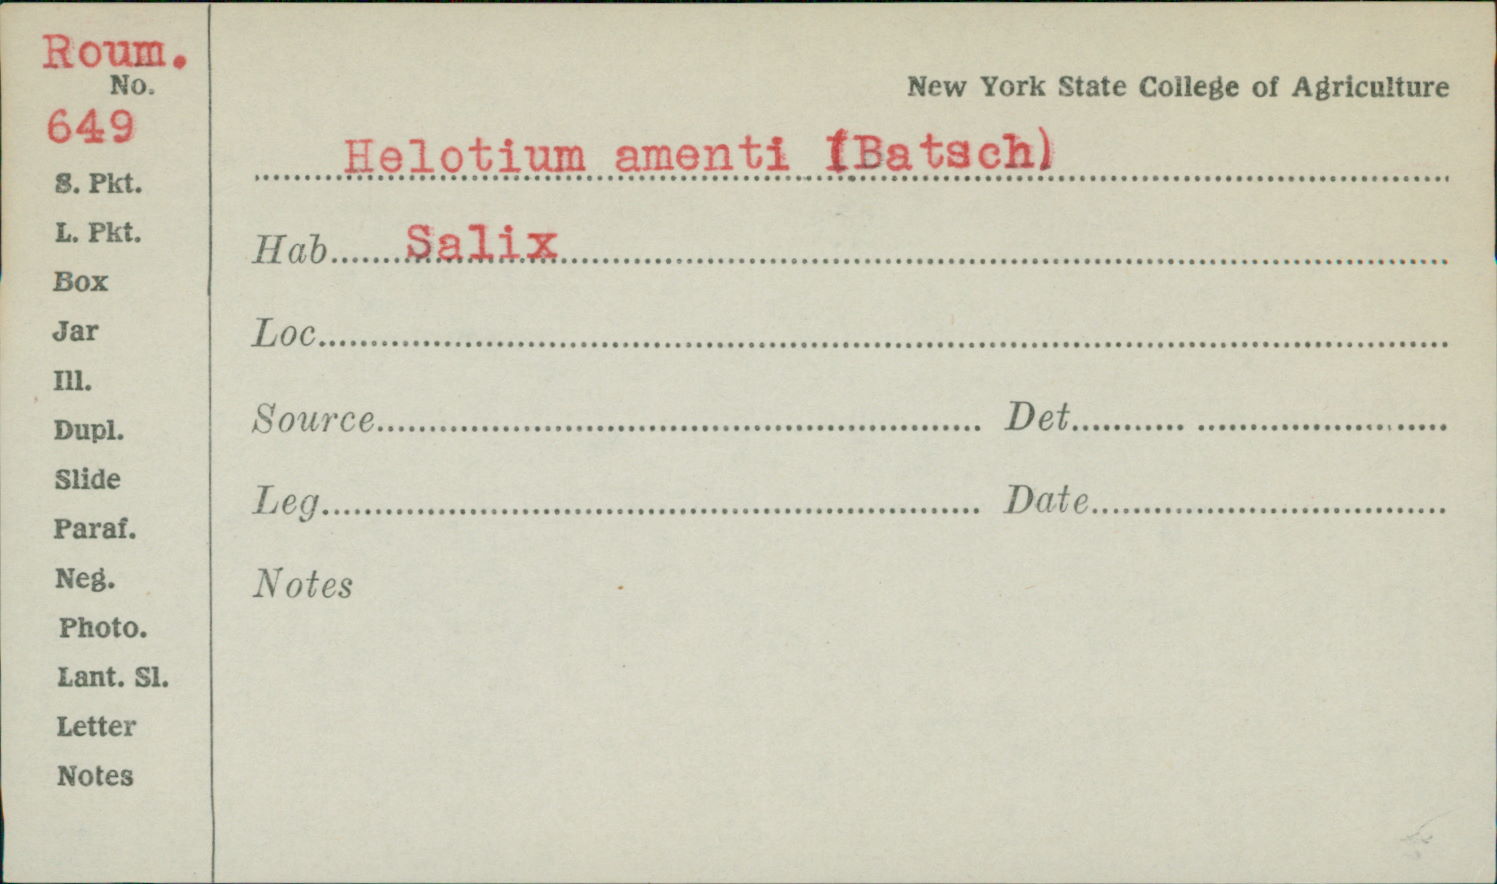 Roum.
No.
649
S. Pkt.
L. Pkt.
Box
Jar
Ill.
Dupl.
Slide
Paraf.
Neg.
Photo.
Lant. Sl.
Letter
Notes
New York State College of Agriculture
Helotium amenti (Batsch)
Hab......Salix
Loc.
Source. Det.
Leg. Date.
Notes